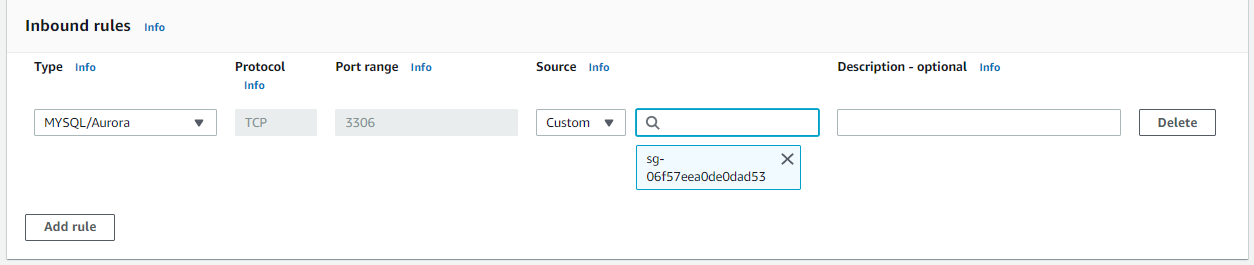 Inbound rules Info
Type Info Protocol Info Port range Info Source Info Description - optional Info
MYSQL/Aurora TCP 3306 Custom Delete
sg-
06f57eea0de0dad53
Add rule